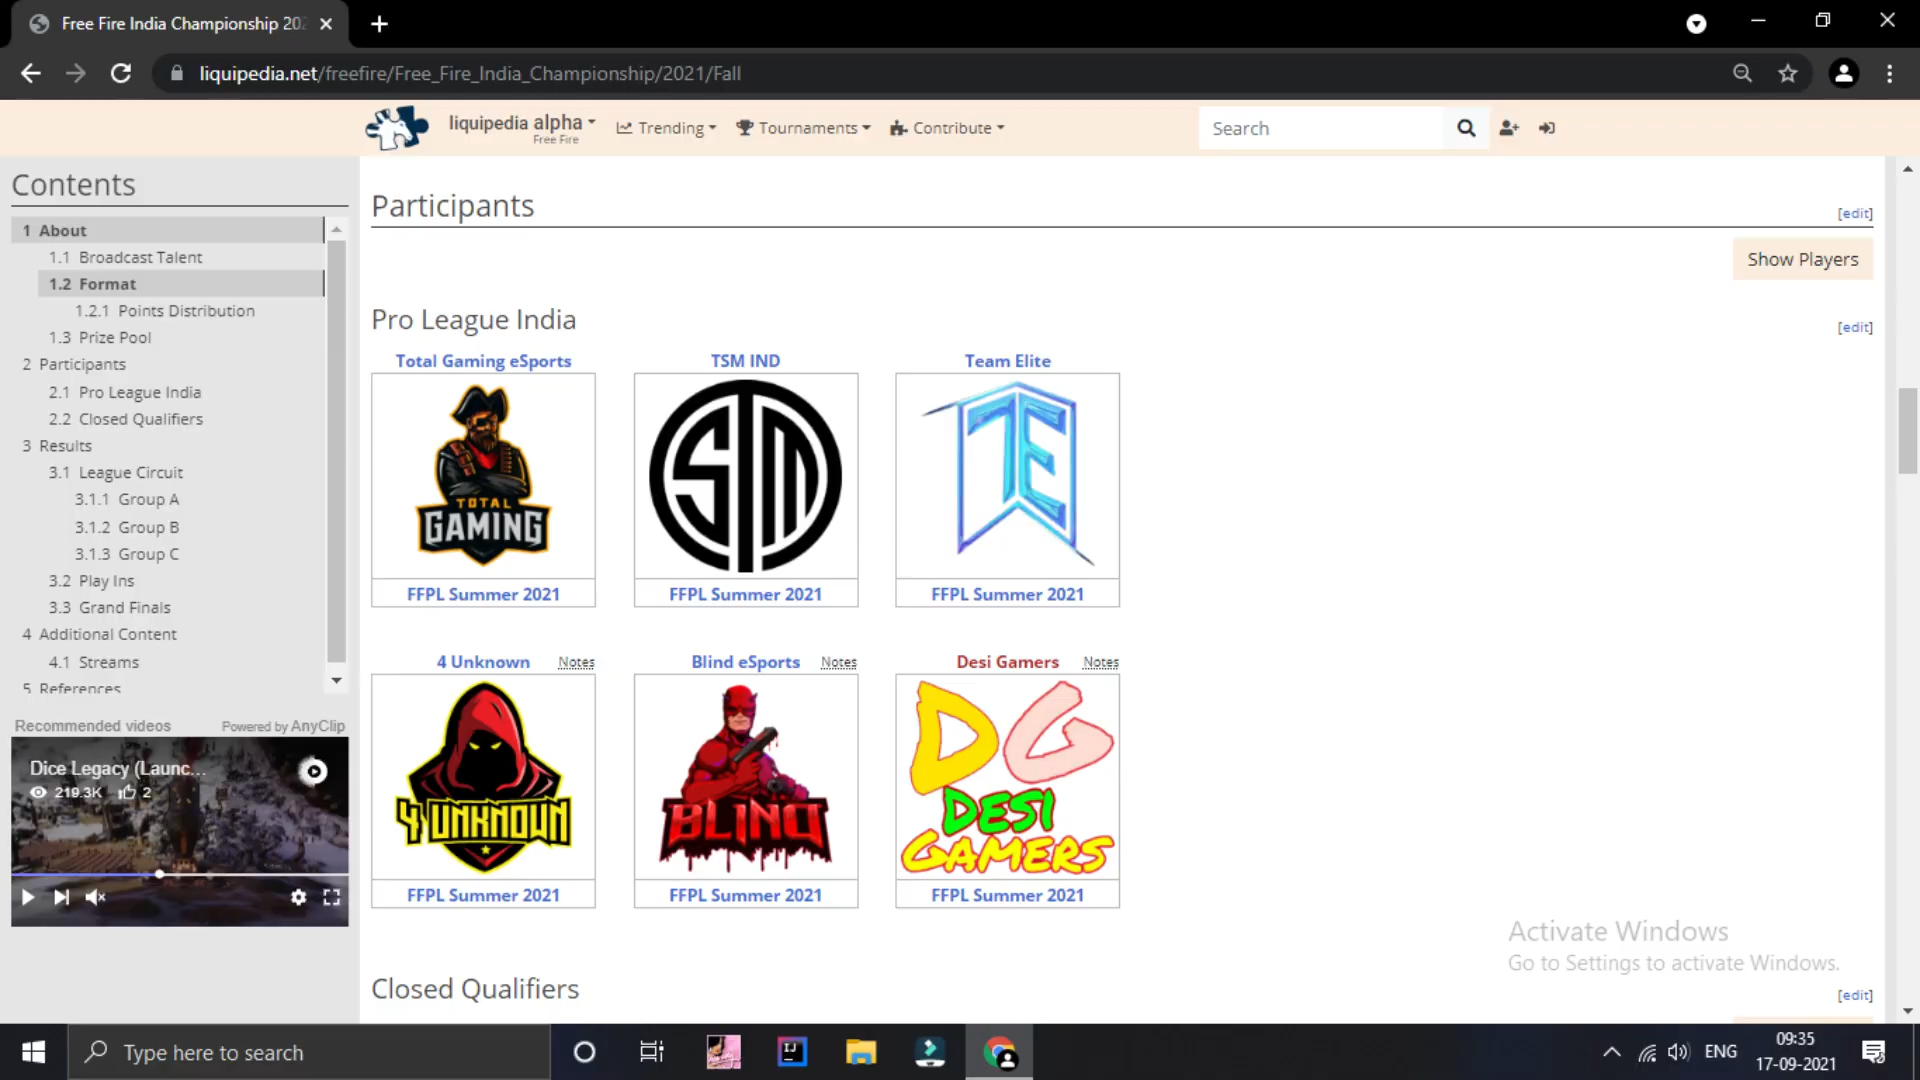 Free Fire India Championship 202
liquipedia.net/freefire/Free_Fire_India_Championship/2021/Fall
liquipedia alpha
Free Fire
Trending
Tournaments
Contribute
Search
Contents
1 About
1.1 Broadcast Talent
1.2 Format
1.2.1 Points Distribution
1.3 Prize Pool
2 Participants
2.1 Pro League India
2.2 Closed Qualifiers
3 Results
3.1 League Circuit
3.1.1 Group A
3.1.2 Group B
3.1.3 Group C
3.2 Play Ins
3.3 Grand Finals
4 Additional Content
4.1 Streams
5 References
Recommended videos Powered by AnyClip
Dice Legacy (Launc...
219.3K 2
Participants
[edit]
Show Players
Pro League India
[edit]
Total Gaming eSports TSM IND Team Elite
TOTAL
GAMING
TSM
TE
FFPL Summer 2021 FFPL Summer 2021 FFPL Summer 2021
4 Unknown Notes Blind eSports Notes Desi Gamers Notes
4 UNKNOWN
BLIND
DG
DESI
GAMERS
FFPL Summer 2021 FFPL Summer 2021 FFPL Summer 2021
Closed Qualifiers
[edit]
Activate Windows
Go to Settings to activate Windows.
Type here to search
IJ
ENG
09:35
17-09-2021